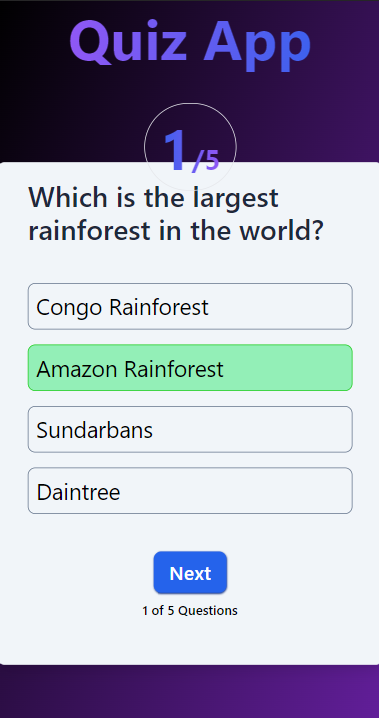 Quiz App
1/5
Which is the largest
rainforest in the world?
Congo Rainforest
Amazon Rainforest
Sundarbans
Daintree
Next
1 of 5 Questions